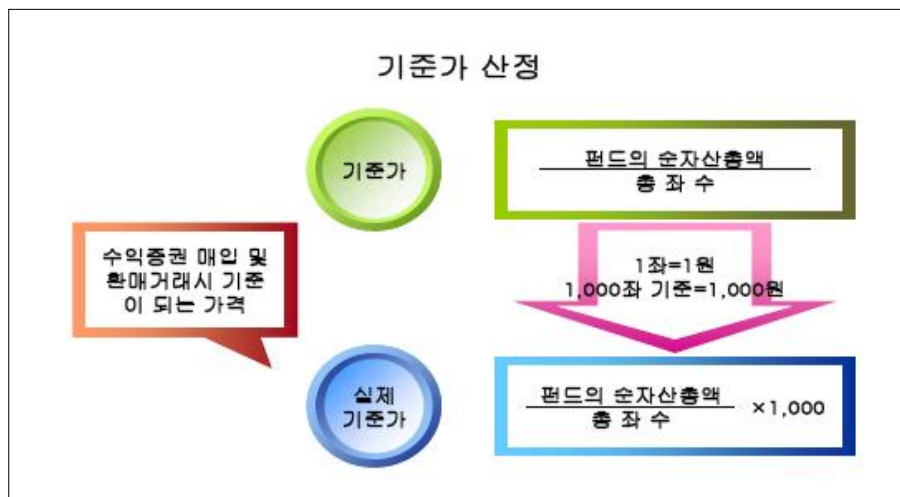 기준가 산정
기준가
펀드의 순자산총액
총 좌 수
수익증권 매입 및
환매거래시 기준
이 되는 가격
1좌=1원
1,000좌 기준=1,000원
실제
기준가
펀드의 순자산총액
총 좌 수
×1,000